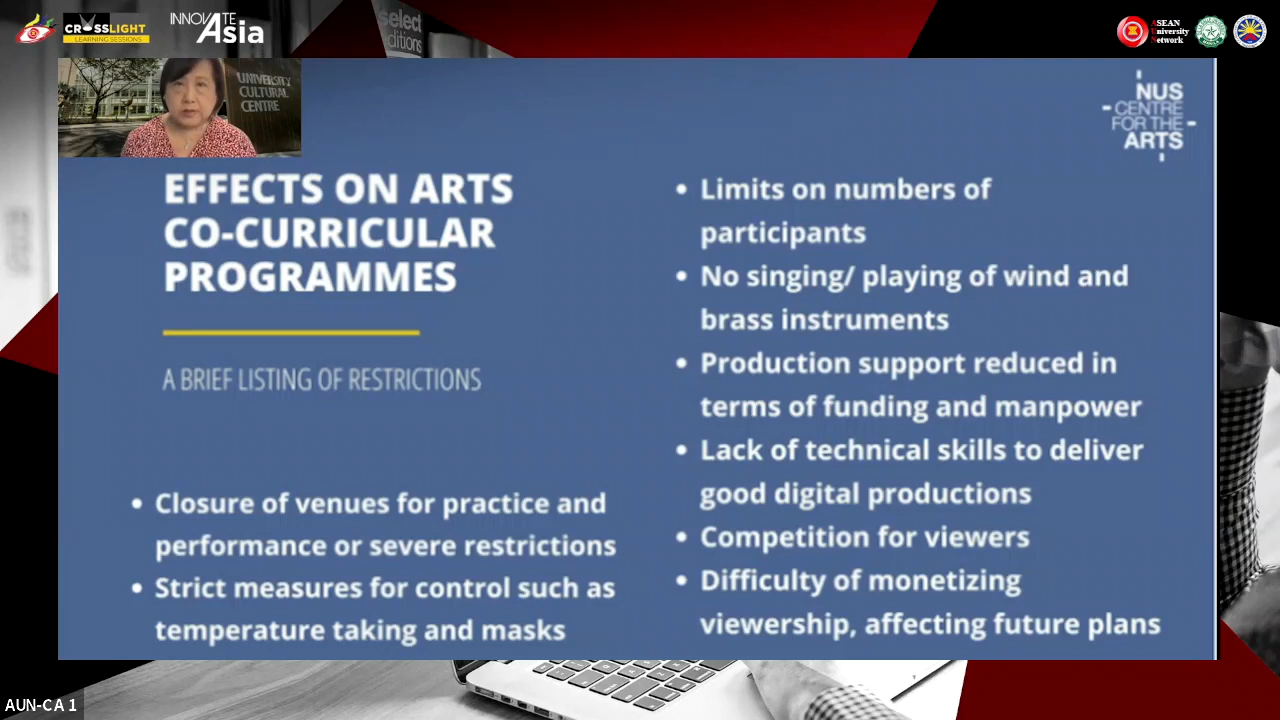 CROSSLIGHT
LEARNING SESSIONS
INNOVATE
Asia
select
ditions
ASEAN
University
Network
UNIVERSITY
CULTURAL
CENTRE
NUS
CENTRE
FOR THE
ARTS
EFFECTS ON ARTS
CO-CURRICULAR
PROGRAMMES
A BRIEF LISTING OF RESTRICTIONS
• Closure of venues for practice and
performance or severe restrictions
• Strict measures for control such as
temperature taking and masks
• Limits on numbers of
participants
• No singing/ playing of wind and
brass instruments
• Production support reduced in
terms of funding and manpower
• Lack of technical skills to deliver
good digital productions
• Competition for viewers
• Difficulty of monetizing
viewership, affecting future plans
AUN-CA 1